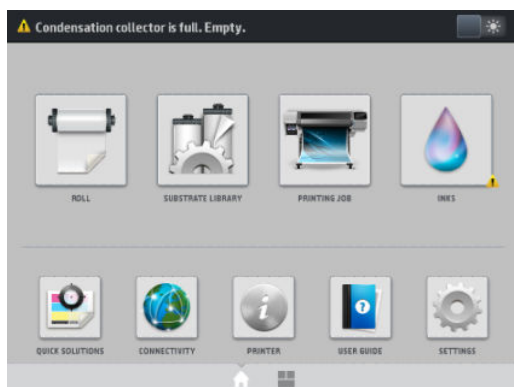 Condensation collector is full. Empty.
ROLL
SUBSTRATE LIBRARY
PRINTING JOB
INKS
QUICK SOLUTIONS
CONNECTIVITY
PRINTER
USER GUIDE
SETTINGS